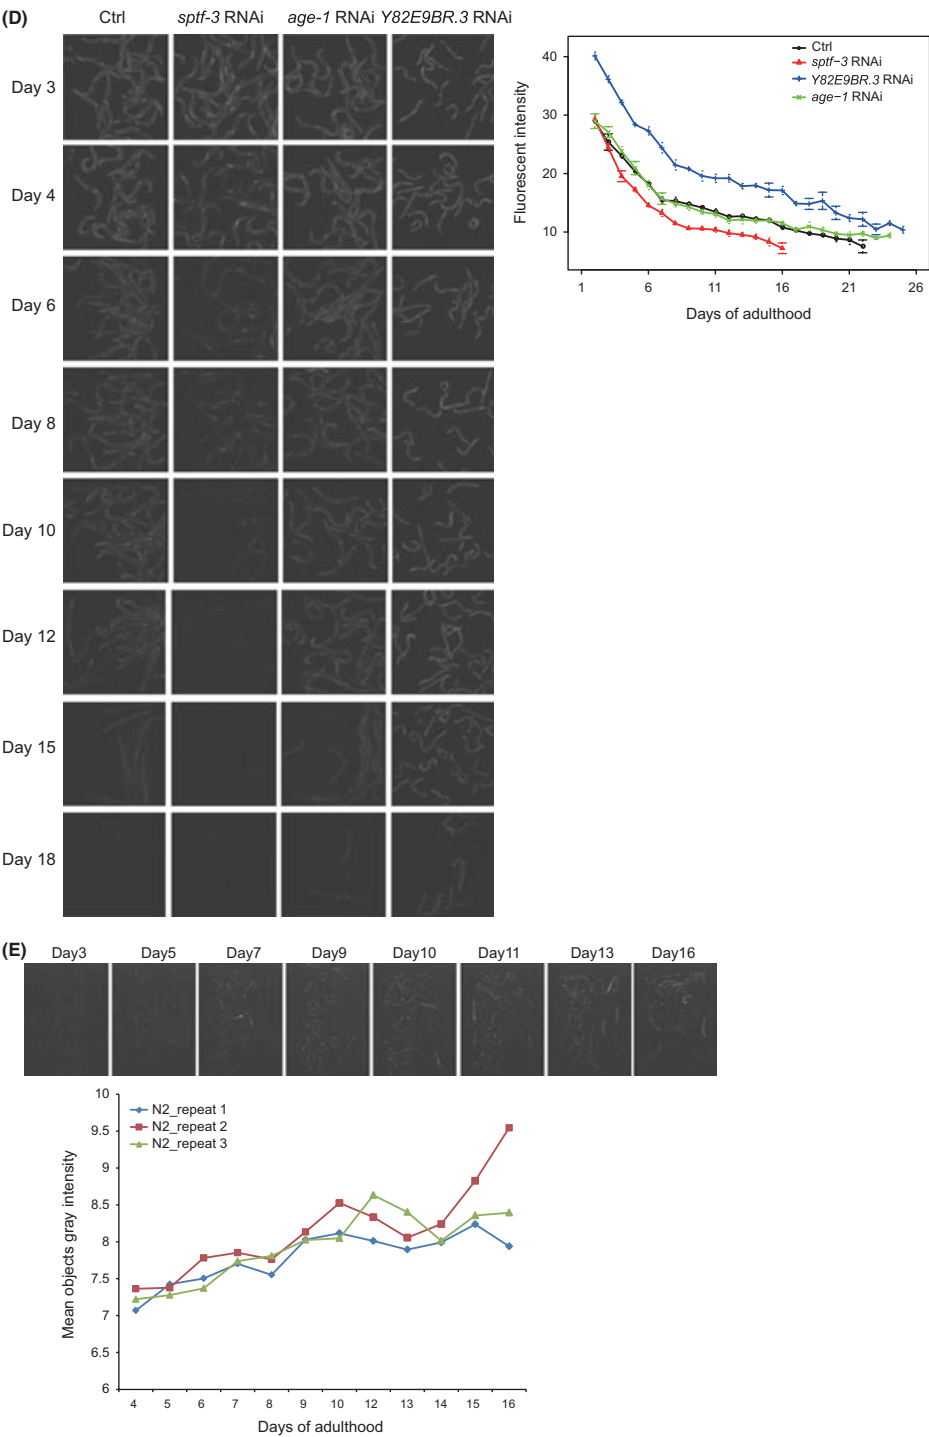 (D)
Ctrl sptf-3 RNAi age-1 RNAi Y82E9BR.3 RNAi
Day 3
Day 4
Day 6
Day 8
Day 10
Day 12
Day 15
Day 18
Fluorescent intensity
40
30
20
10
Ctrl
sptf−3 RNAi
Y82E9BR.3 RNAi
age−1 RNAi
1 6 11 16 21 26
Days of adulthood
(E)
Day3 Day5 Day7 Day9 Day10 Day11 Day13 Day16
Mean objects gray intensity
10
9.5
9
8.5
8
7.5
7
6.5
6
N2_repeat 1
N2_repeat 2
N2_repeat 3
4 5 6 7 8 9 10 12 13 14 15 16
Days of adulthood